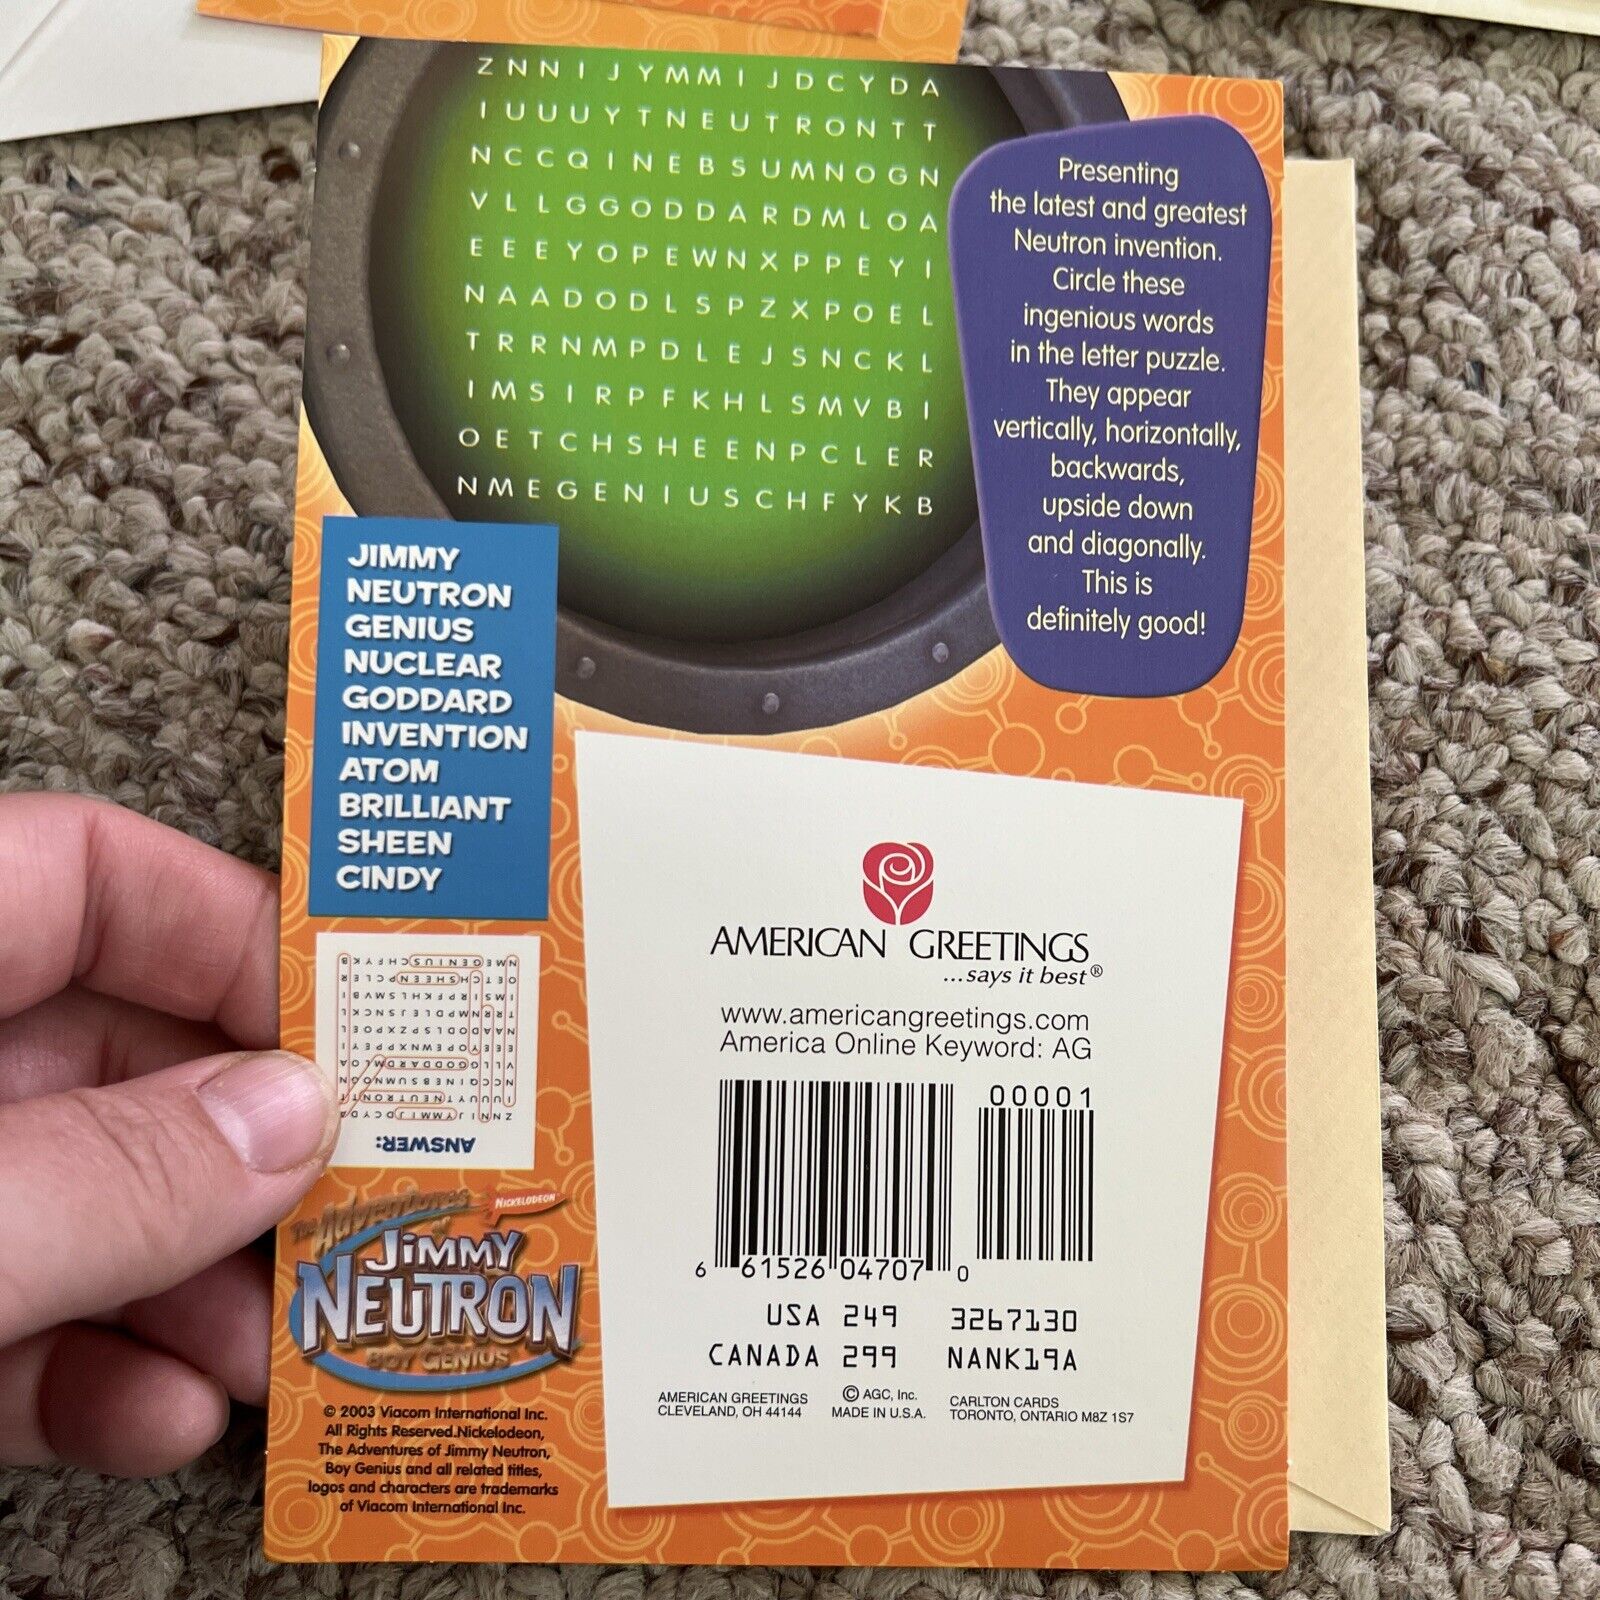 Z N N I J Y M M I J D C Y D A
I U U U Y T N E U T R O N T T
N C C Q I N E B S U M N O G N
V L L G G O D D A R D M L O A
E E E Y O P E W N X P P E Y I
N A A D O D L S P Z X P O E L
T R R N M P D L E J S N C K L
I M S I R P F K H L S M V B I
O E T C H S H E E N P C L E R
N M E G E N I U S C H F Y K B
Presenting
the latest and greatest
Neutron invention.
Circle these
ingenious words
in the letter puzzle.
They appear
vertically, horizontally,
backwards,
upside down
and diagonally.
This is
definitely good!
JIMMY
NEUTRON
GENIUS
NUCLEAR
GODDARD
INVENTION
ATOM
BRILLIANT
SHEEN
CINDY
ANSWER:
Z N N I J Y M M I J D C Y D A
I U U U Y T N E U T R O N T T
N C C Q I N E B S U M N O G N
V L L G G O D D A R D M L O A
E E E Y O P E W N X P P E Y I
N A A D O D L S P Z X P O E L
T R R N M P D L E J S N C K L
I M S I R P F K H L S M V B I
O E T C H S H E E N P C L E R
N M E G E N I U S C H F Y K B
The Adventures of
NICKELODEON
JIMMY
NEUTRON
BOY GENIUS
© 2003 Viacom International Inc.
All Rights Reserved.Nickelodeon,
The Adventures of Jimmy Neutron,
Boy Genius and all related titles,
logos and characters are trademarks
of Viacom International Inc.
AMERICAN GREETINGS
...says it best®
www.americangreetings.com
America Online Keyword: AG
00001
6 61526 04707 0
USA 249 3267130
CANADA 299 NANK19A
AMERICAN GREETINGS
CLEVELAND, OH 44144
© AGC, Inc.
MADE IN U.S.A.
CARLTON CARDS
TORONTO, ONTARIO M8Z 1S7